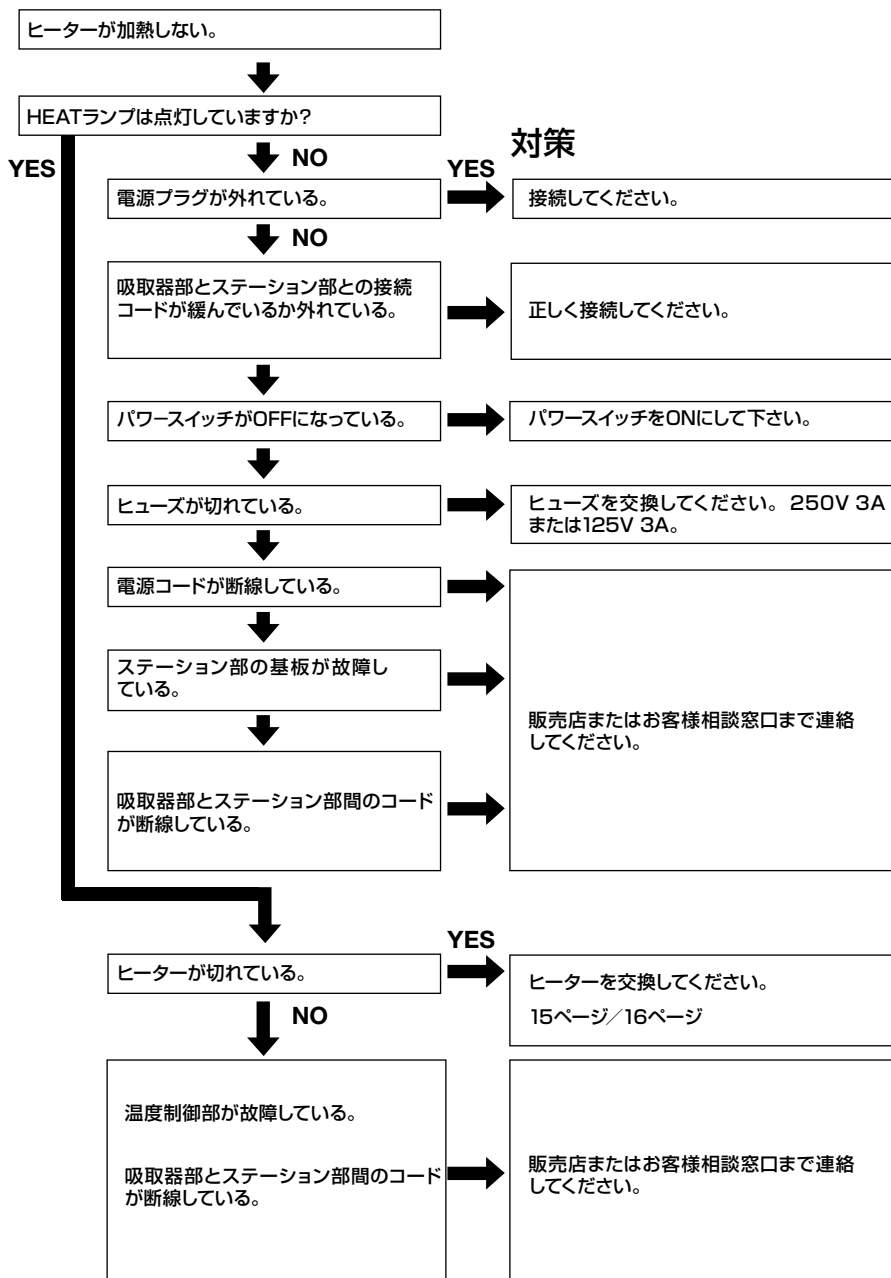 ヒーターが加熱しない。
HEATランプは点灯していますか?
対策
YES
NO
YES
電源プラグが外れている。
接続してください。
NO
吸取器部とステーション部との接続
コードが緩んでいるか外れている。
正しく接続してください。
パワースイッチがOFFになっている。
パワースイッチをONにして下さい。
ヒューズが切れている。
ヒューズを交換してください。250V 3A
または125V 3A。
電源コードが断線している。
ステーション部の基板が故障し
ている。
販売店またはお客様相談窓口まで連絡
してください。
吸取器部とステーション部間のコード
が断線している。
YES
ヒーターが切れている。
ヒーターを交換してください。
15ページ/16ページ
NO
温度制御部が故障している。
吸取器部とステーション部間のコード
が断線している。
販売店またはお客様相談窓口まで連絡
してください。